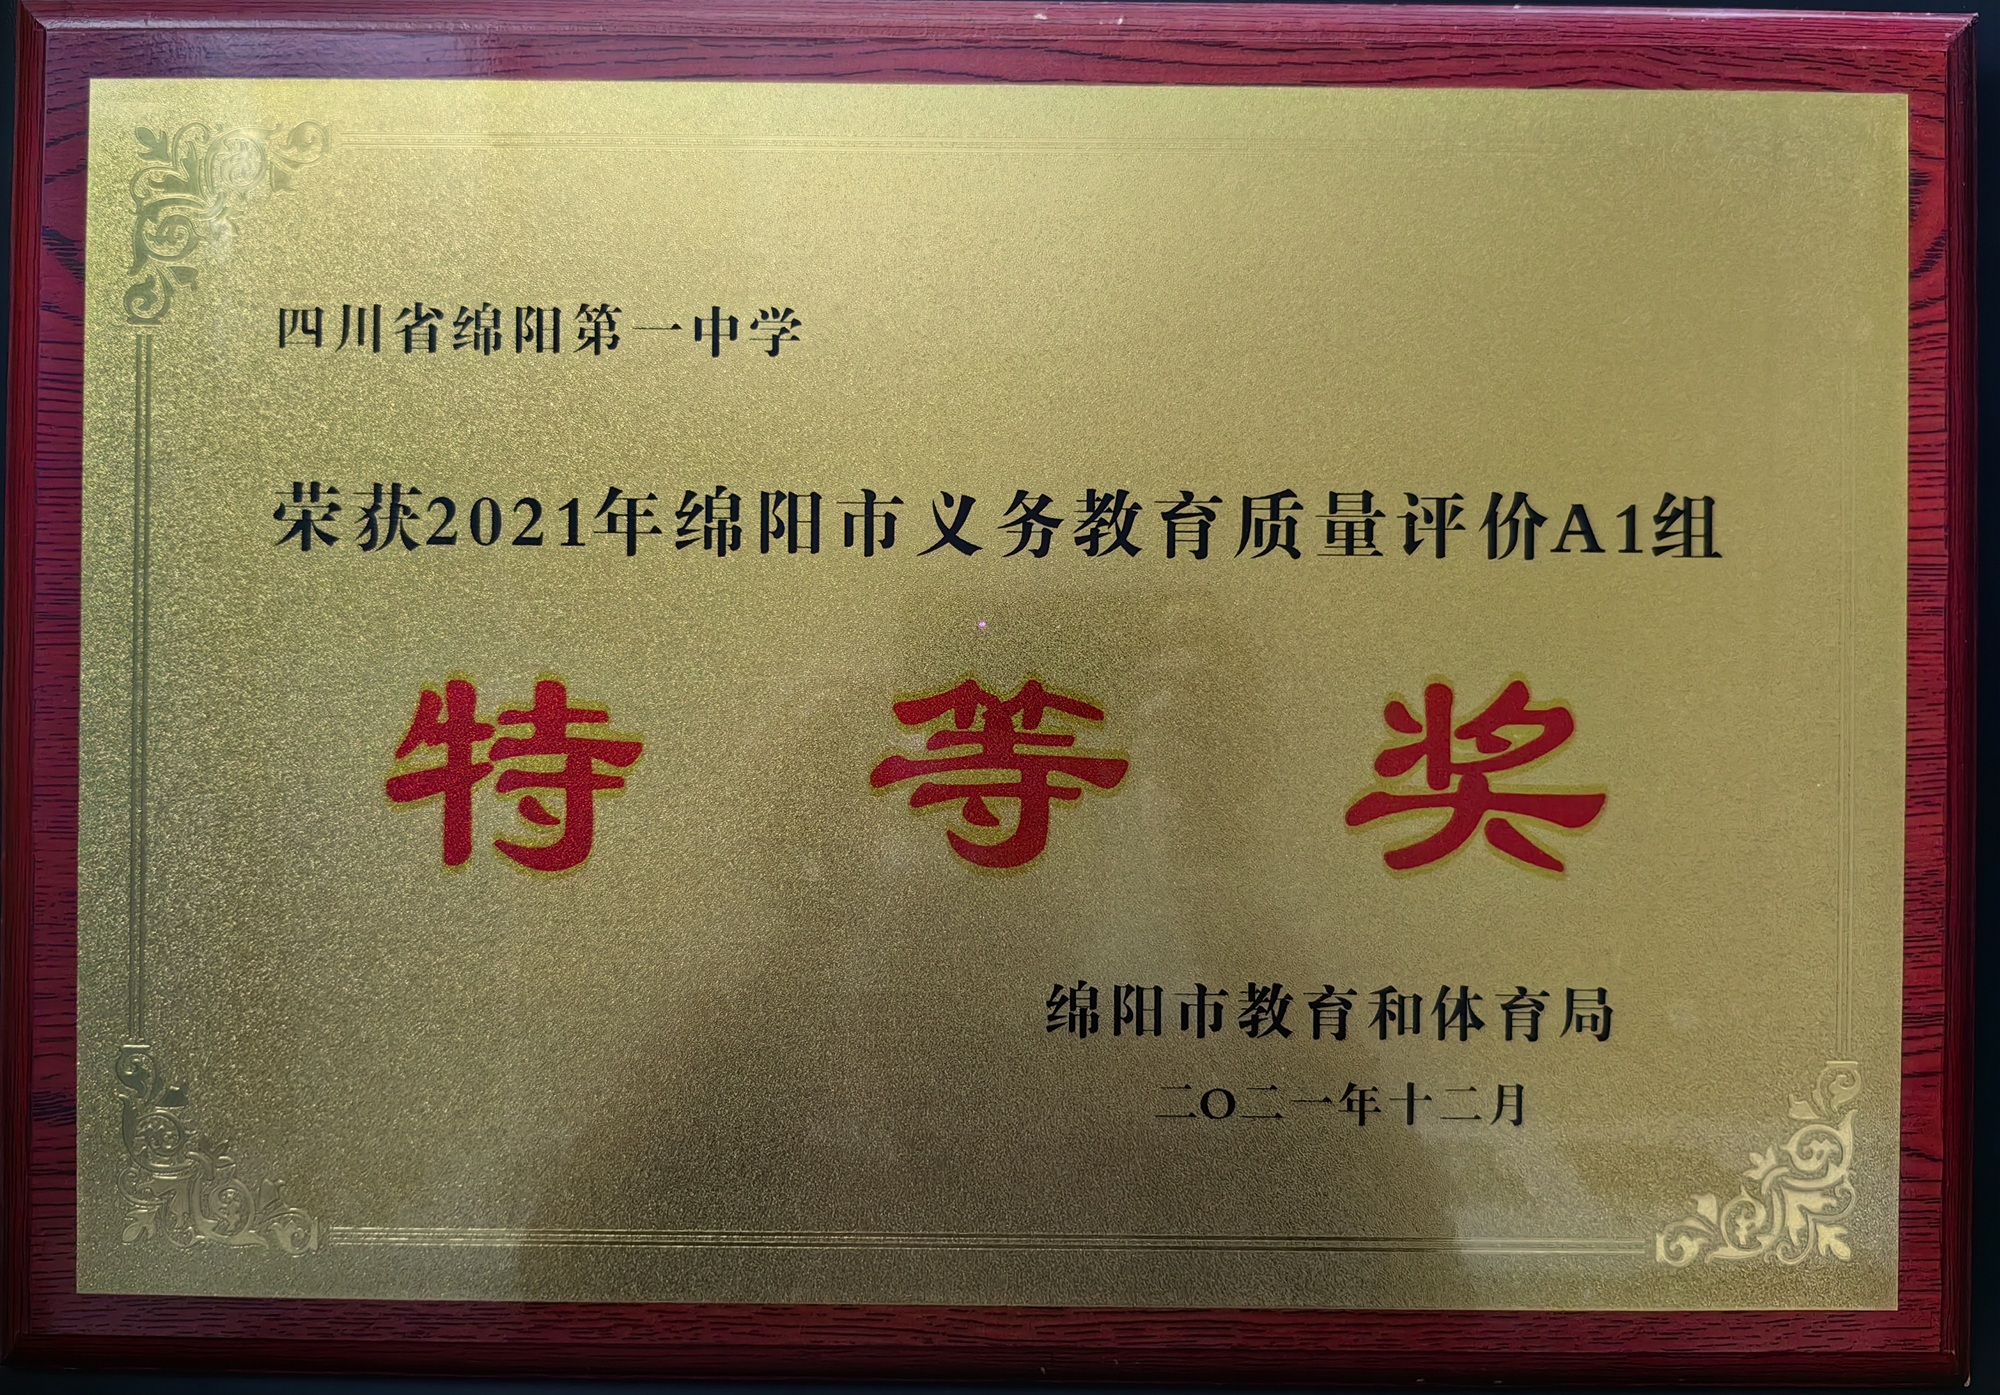 四川省绵阳第一中学
荣获2021年绵阳市义务教育质量评价A1组
特等奖
绵阳市教育和体育局
二〇二一年十二月